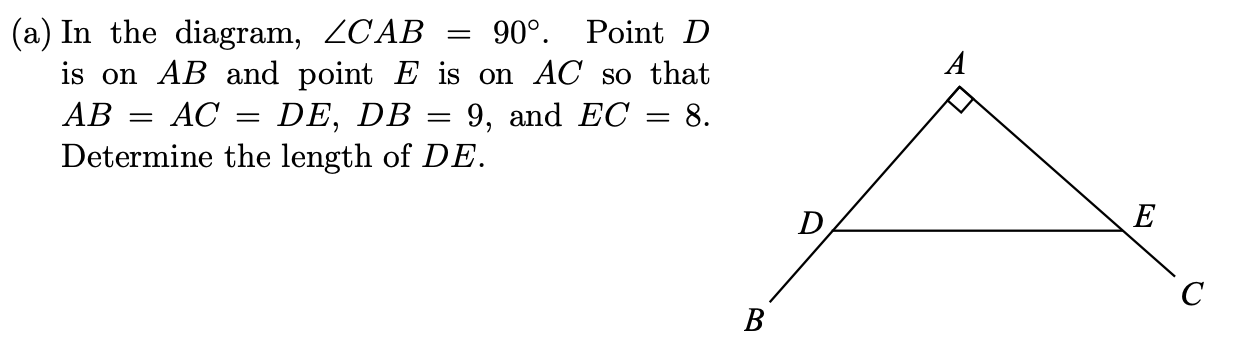 (a) In the diagram, ∠CAB = 90°. Point D
is on AB and point E is on AC so that
AB = AC = DE, DB = 9, and EC = 8.
Determine the length of DE.
A
D
E
C
B